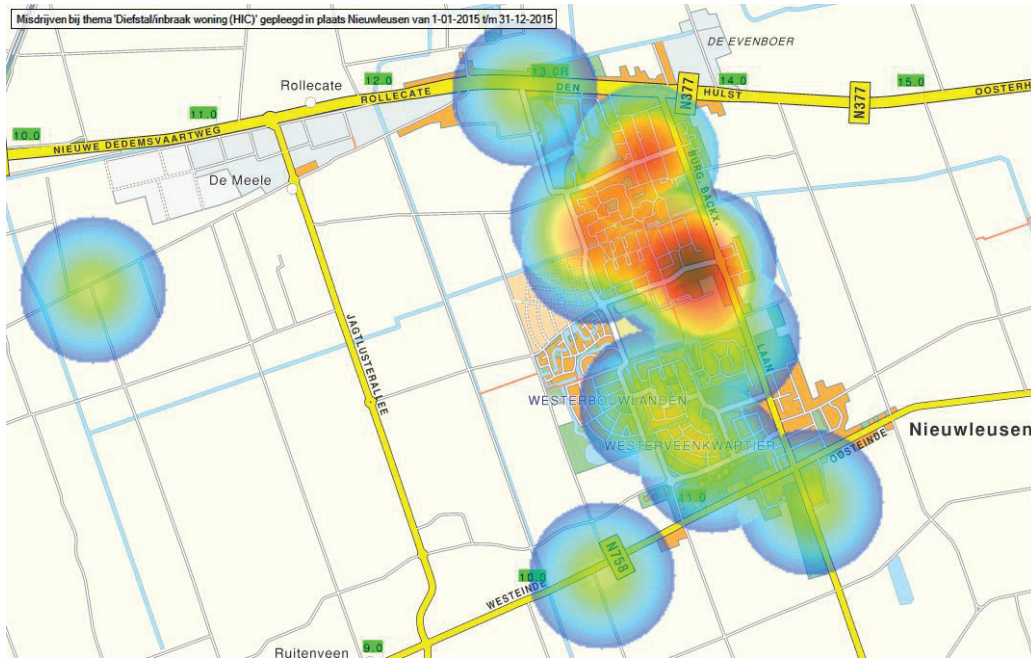 Misdrijven bij thema 'Diefstal/inbraak woning (HIC)' gepleegd in plaats Nieuwleusen van 1-01-2015 t/m 31-12-2015
DE EVENBOER
Rollecate
12.0
13.0R
14.0
15.0
ROLLECATE
DEN
HULST
N377
N377
OOSTERH
11.0
10.0
NIEUWE DEDEMSVAARTWEG
De Meele
BURG. BACKX-
JAGTLUSTERALLEE
LAAN
WESTERBOUWLANDEN
Nieuwleusen
WESTERVEENKWARTIER
OOSTEINDE
11.0
N758
10.0
WESTEINDE
Ruitenveen
9.0